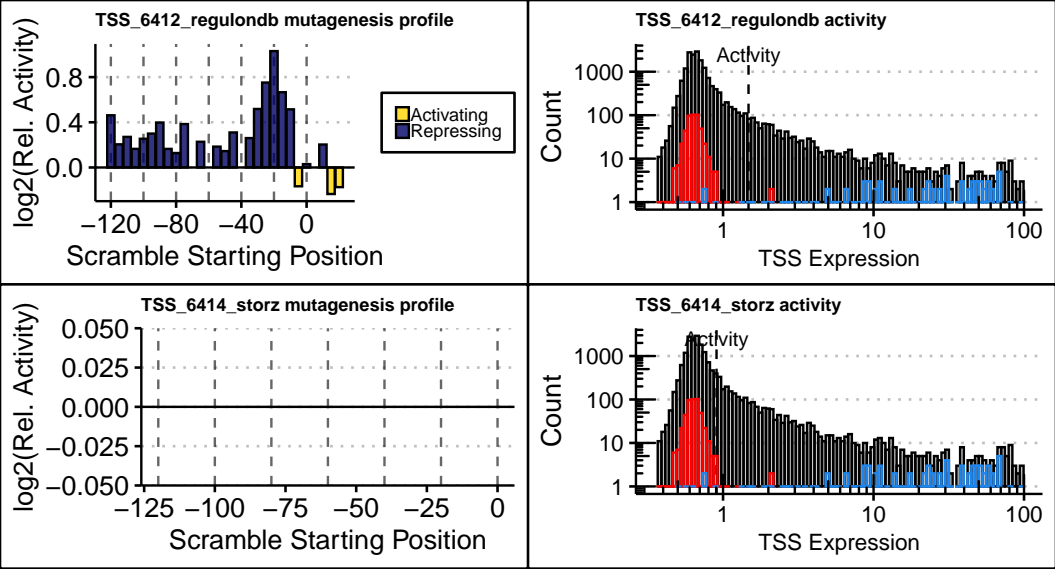 TSS_6412_regulondb mutagenesis profile
log2(Rel. Activity)
0.8
0.4
0.0
−120 −80 −40 0
Scramble Starting Position
Activating
Repressing
TSS_6412_regulondb activity
Activity
Count
1000
100
10
1
1 10 100
TSS Expression
TSS_6414_storz mutagenesis profile
log2(Rel. Activity)
0.050
0.025
0.000
−0.025
−0.050
−125 −100 −75 −50 −25 0
Scramble Starting Position
TSS_6414_storz activity
Activity
Count
1000
100
10
1
1 10 100
TSS Expression